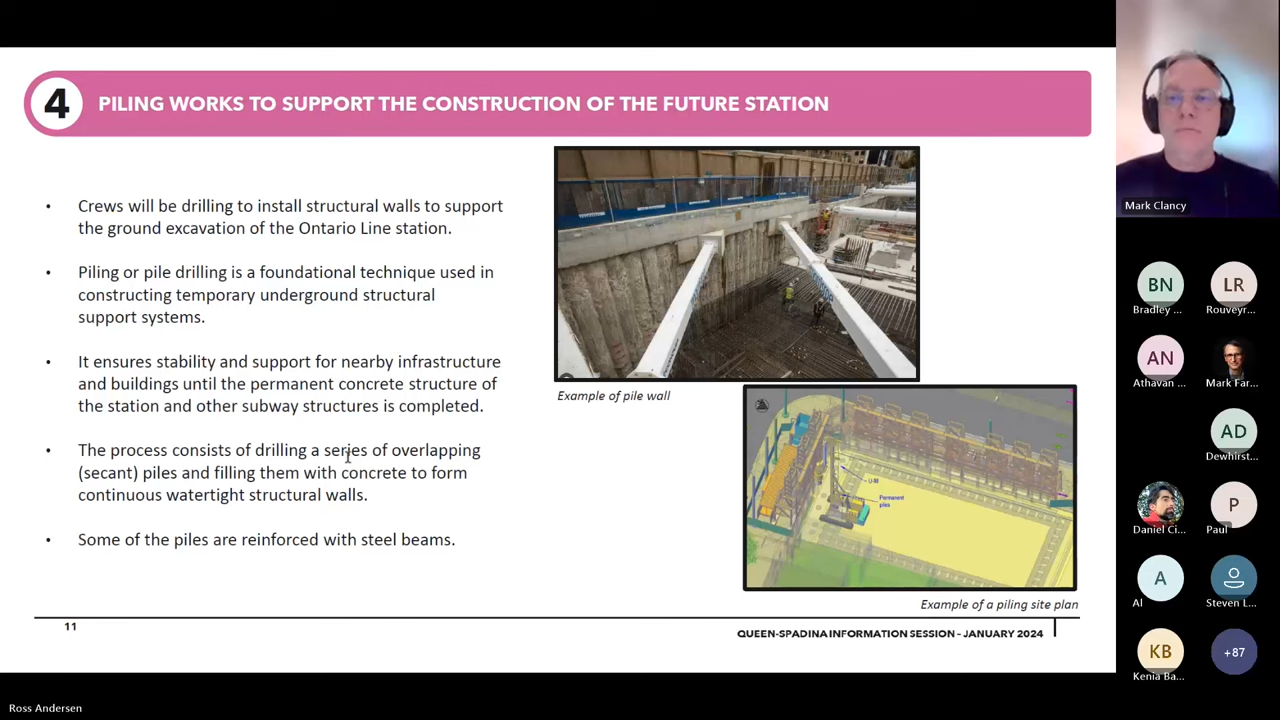 4
PILING WORKS TO SUPPORT THE CONSTRUCTION OF THE FUTURE STATION
• Crews will be drilling to install structural walls to support
the ground excavation of the Ontario Line station.
• Piling or pile drilling is a foundational technique used in
constructing temporary underground structural
support systems.
• It ensures stability and support for nearby infrastructure
and buildings until the permanent concrete structure of
the station and other subway structures is completed.
• The process consists of drilling a series of overlapping
(secant) piles and filling them with concrete to form
continuous watertight structural walls.
• Some of the piles are reinforced with steel beams.
Example of pile wall
Permanent
piles
Example of a piling site plan
11
QUEEN-SPADINA INFORMATION SESSION – JANUARY 2024
Mark Clancy
BN
Bradley ...
LR
Rouveyr...
AN
Athavan ...
Mark Far...
AD
Dewhirst...
Daniel Ci...
P
Paul
A
Al
Steven L...
KB
Kenia Ba...
+87
Ross Andersen